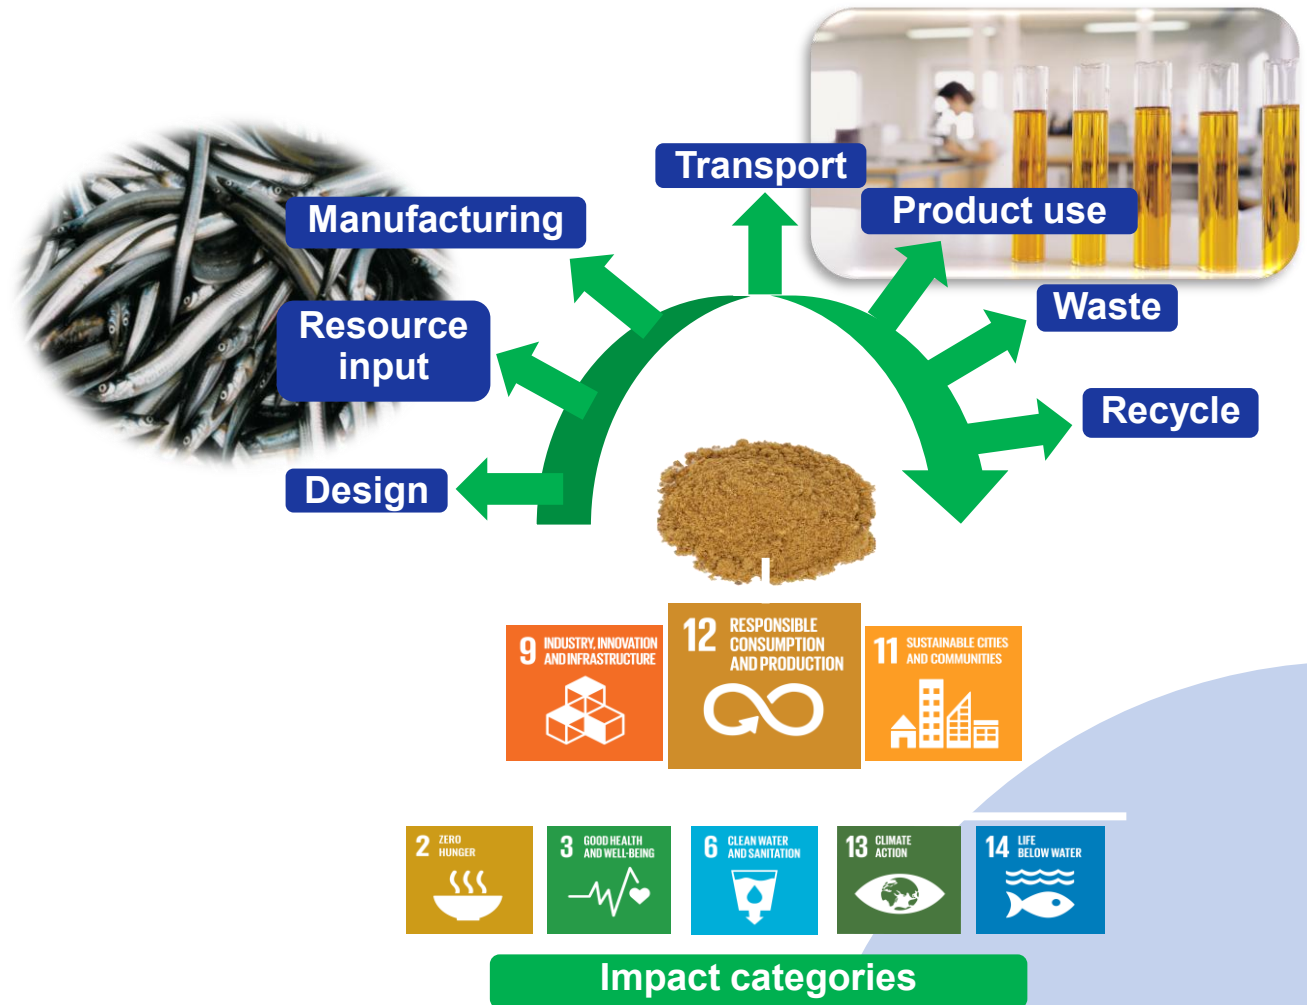 Transport
Manufacturing
Product use
Resource
input
Waste
Recycle
Design
9 INDUSTRY, INNOVATION
AND INFRASTRUCTURE
12 RESPONSIBLE
CONSUMPTION
AND PRODUCTION
11 SUSTAINABLE CITIES
AND COMMUNITIES
2 ZERO
HUNGER
3 GOOD HEALTH
AND WELL-BEING
6 CLEAN WATER
AND SANITATION
13 CLIMATE
ACTION
14 LIFE
BELOW WATER
Impact categories